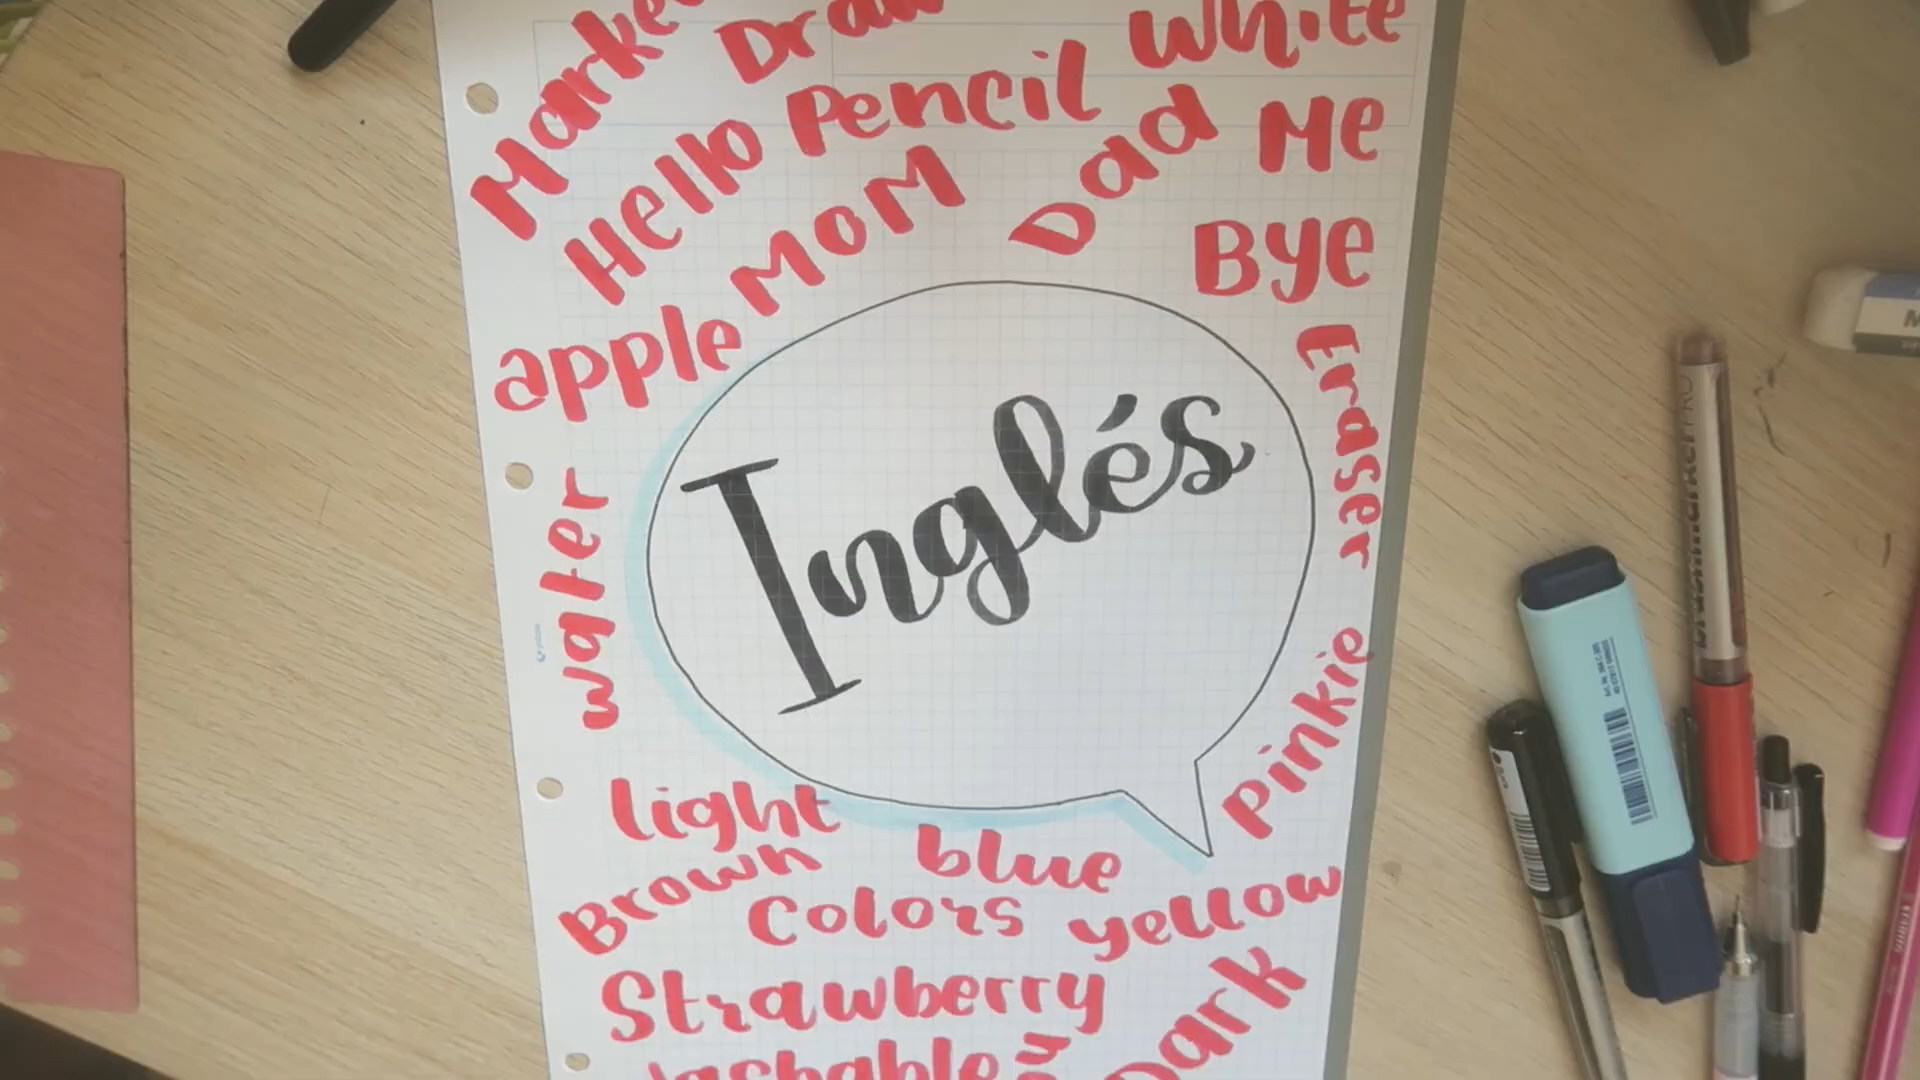 Draw
White
Hello
Pencil
Dad
Me
Mom
Bye
apple
Eraser
Inglés
water
Pinkie
light
Brown
blue
Colors
yellow
Strawberry
Dark